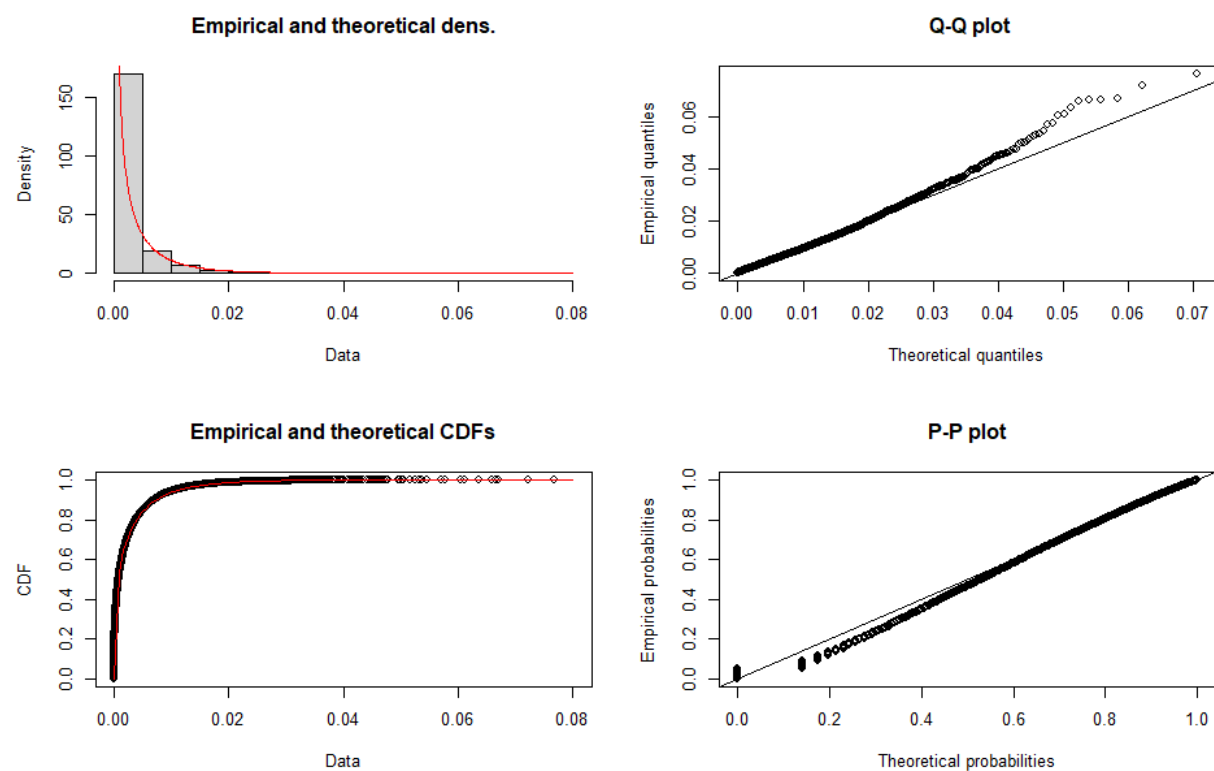 Empirical and theoretical dens.
Density
0 50 100 150
0.00 0.02 0.04 0.06 0.08
Data
Q-Q plot
Empirical quantiles
0.00 0.02 0.04 0.06
0.00 0.01 0.02 0.03 0.04 0.05 0.06 0.07
Theoretical quantiles
Empirical and theoretical CDFs
CDF
0.0 0.2 0.4 0.6 0.8 1.0
0.00 0.02 0.04 0.06 0.08
Data
P-P plot
Empirical probabilities
0.0 0.2 0.4 0.6 0.8 1.0
0.0 0.2 0.4 0.6 0.8 1.0
Theoretical probabilities